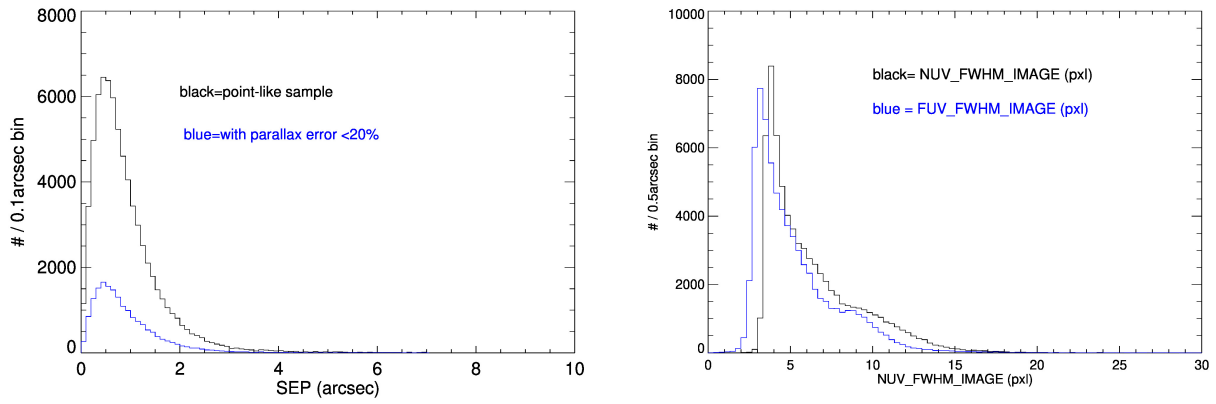 8000
6000
4000
2000
0
# / 0.1arcsec bin
black=point-like sample
blue=with parallax error <20%
0 2 4 6 8 10
SEP (arcsec)
10000
8000
6000
4000
2000
0
# / 0.5arcsec bin
black= NUV_FWHM_IMAGE (pxl)
blue = FUV_FWHM_IMAGE (pxl)
0 5 10 15 20 25 30
NUV_FWHM_IMAGE (pxl)